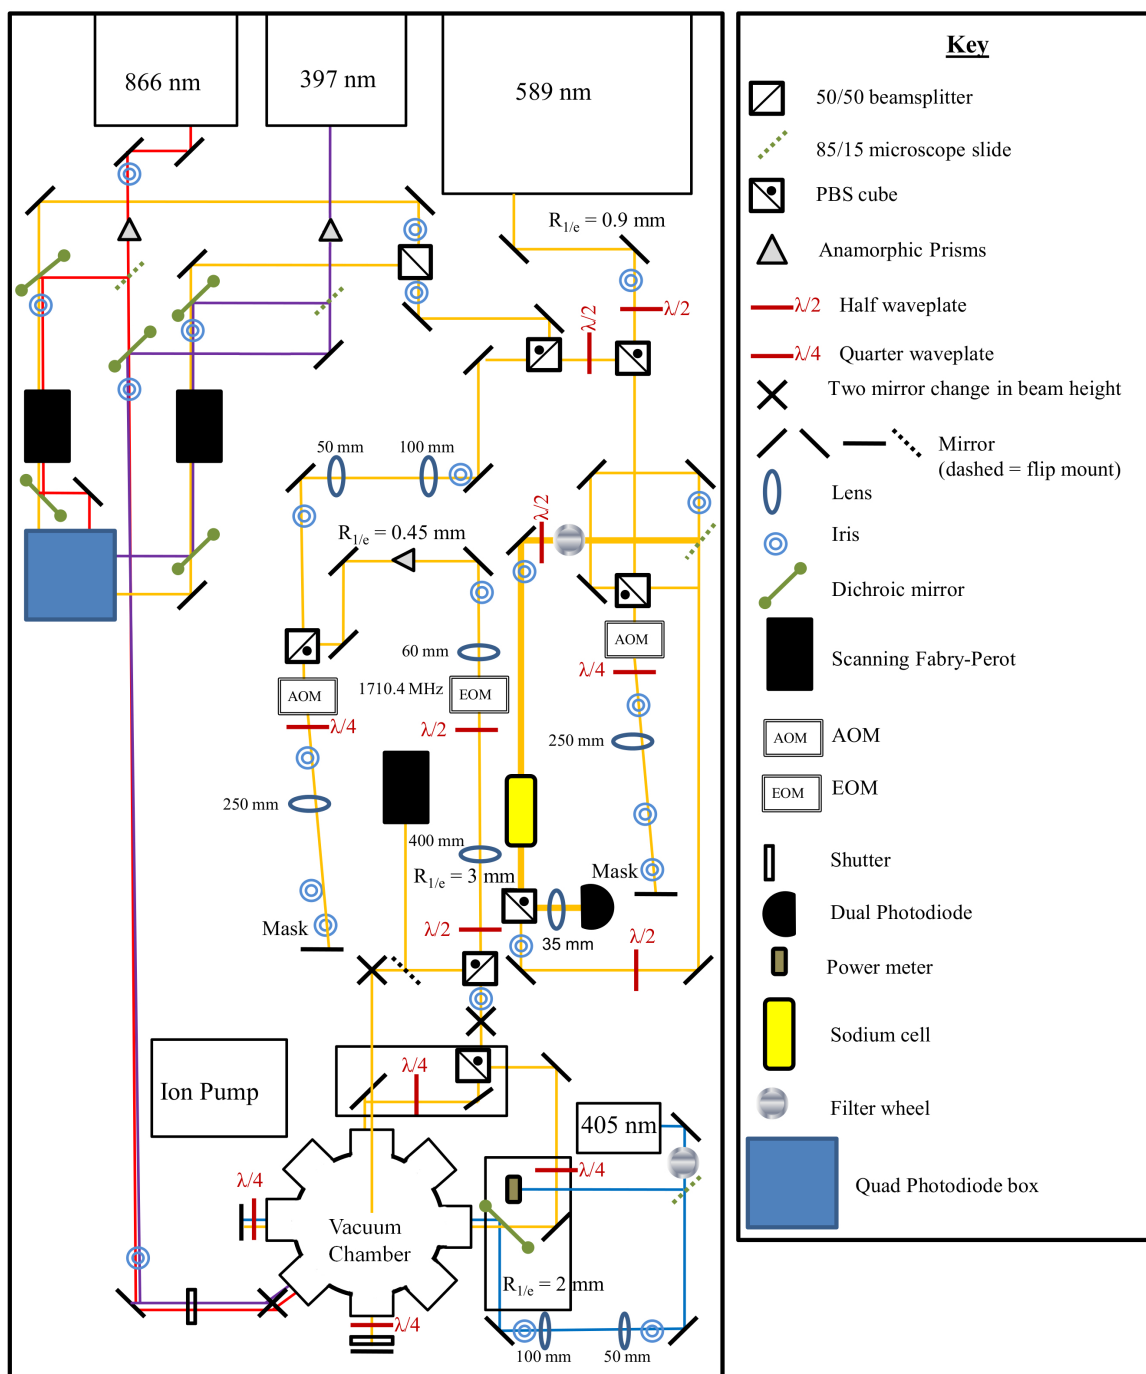 866 nm
397 nm
589 nm
R1/e = 0.9 mm
λ/2
λ/2
50 mm
100 mm
λ/2
R1/e = 0.45 mm
60 mm
AOM
λ/4
1710.4 MHz
EOM
AOM
λ/4
λ/2
250 mm
250 mm
400 mm
R1/e = 3 mm
Mask
Mask
λ/2
35 mm
λ/2
λ/4
Ion Pump
405 nm
λ/4
λ/4
Vacuum
Chamber
R1/e = 2 mm
λ/4
100 mm
50 mm
Key
50/50 beamsplitter
85/15 microscope slide
PBS cube
Anamorphic Prisms
λ/2 Half waveplate
λ/4 Quarter waveplate
Two mirror change in beam height
Mirror
(dashed = flip mount)
Lens
Iris
Dichroic mirror
Scanning Fabry-Perot
AOM AOM
EOM EOM
Shutter
Dual Photodiode
Power meter
Sodium cell
Filter wheel
Quad Photodiode box